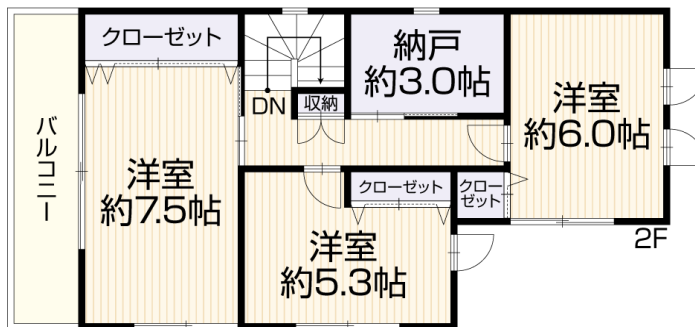 クローゼット
納戸
約3.0帖
洋室
約6.0帖
DN
収納
バルコニー
洋室
約7.5帖
クローゼット
クロー
ゼット
洋室
約5.3帖
2F